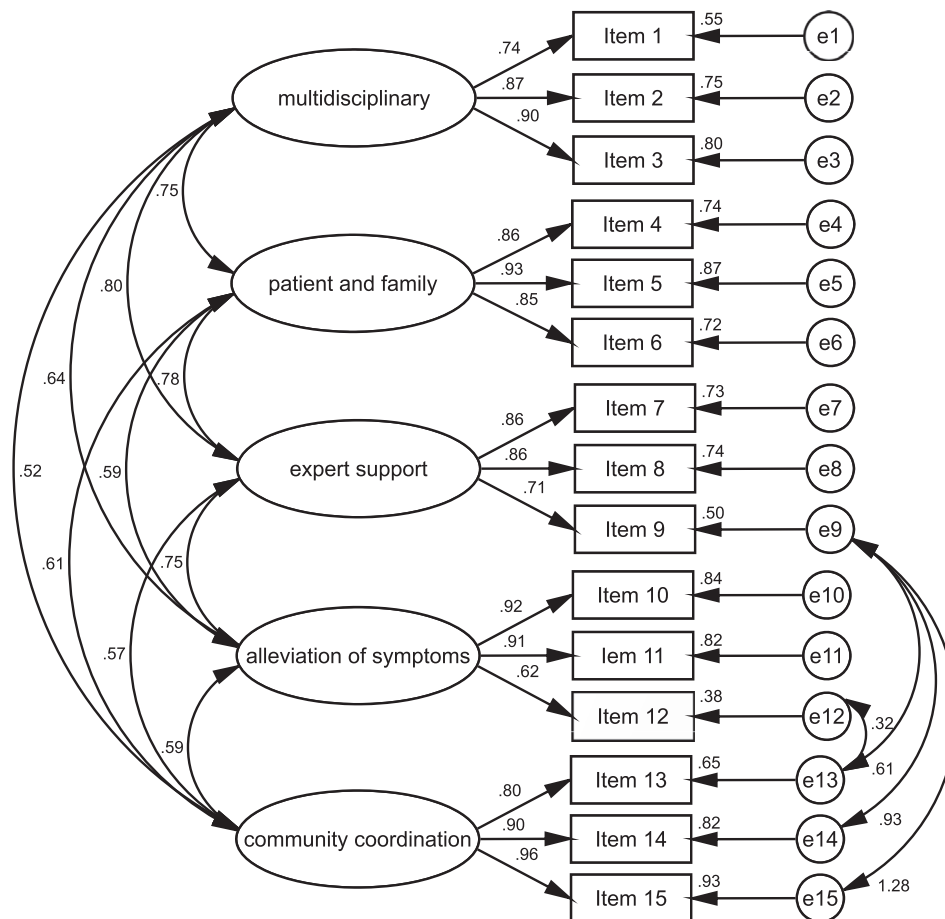 .74 Item 1 .55 e1
multidisciplinary .87 Item 2 .75 e2
.90 Item 3 .80 e3
.75
.86 Item 4 .74 e4
.80 patient and family .93 Item 5 .87 e5
.85 Item 6 .72 e6
.64 .78
.86 Item 7 .73 e7
.52 .59 expert support .86 Item 8 .74 e8
.71 Item 9 .50 e9
.61 .75
.92 Item 10 .84 e10
.57 alleviation of symptoms .91 Iem 11 .82 e11
.62 Item 12 .38 e12 .32
.59
.80 Item 13 .65 e13 .61
community coordination .90 Item 14 .82 e14 .93
.96 Item 15 .93 e15 1.28